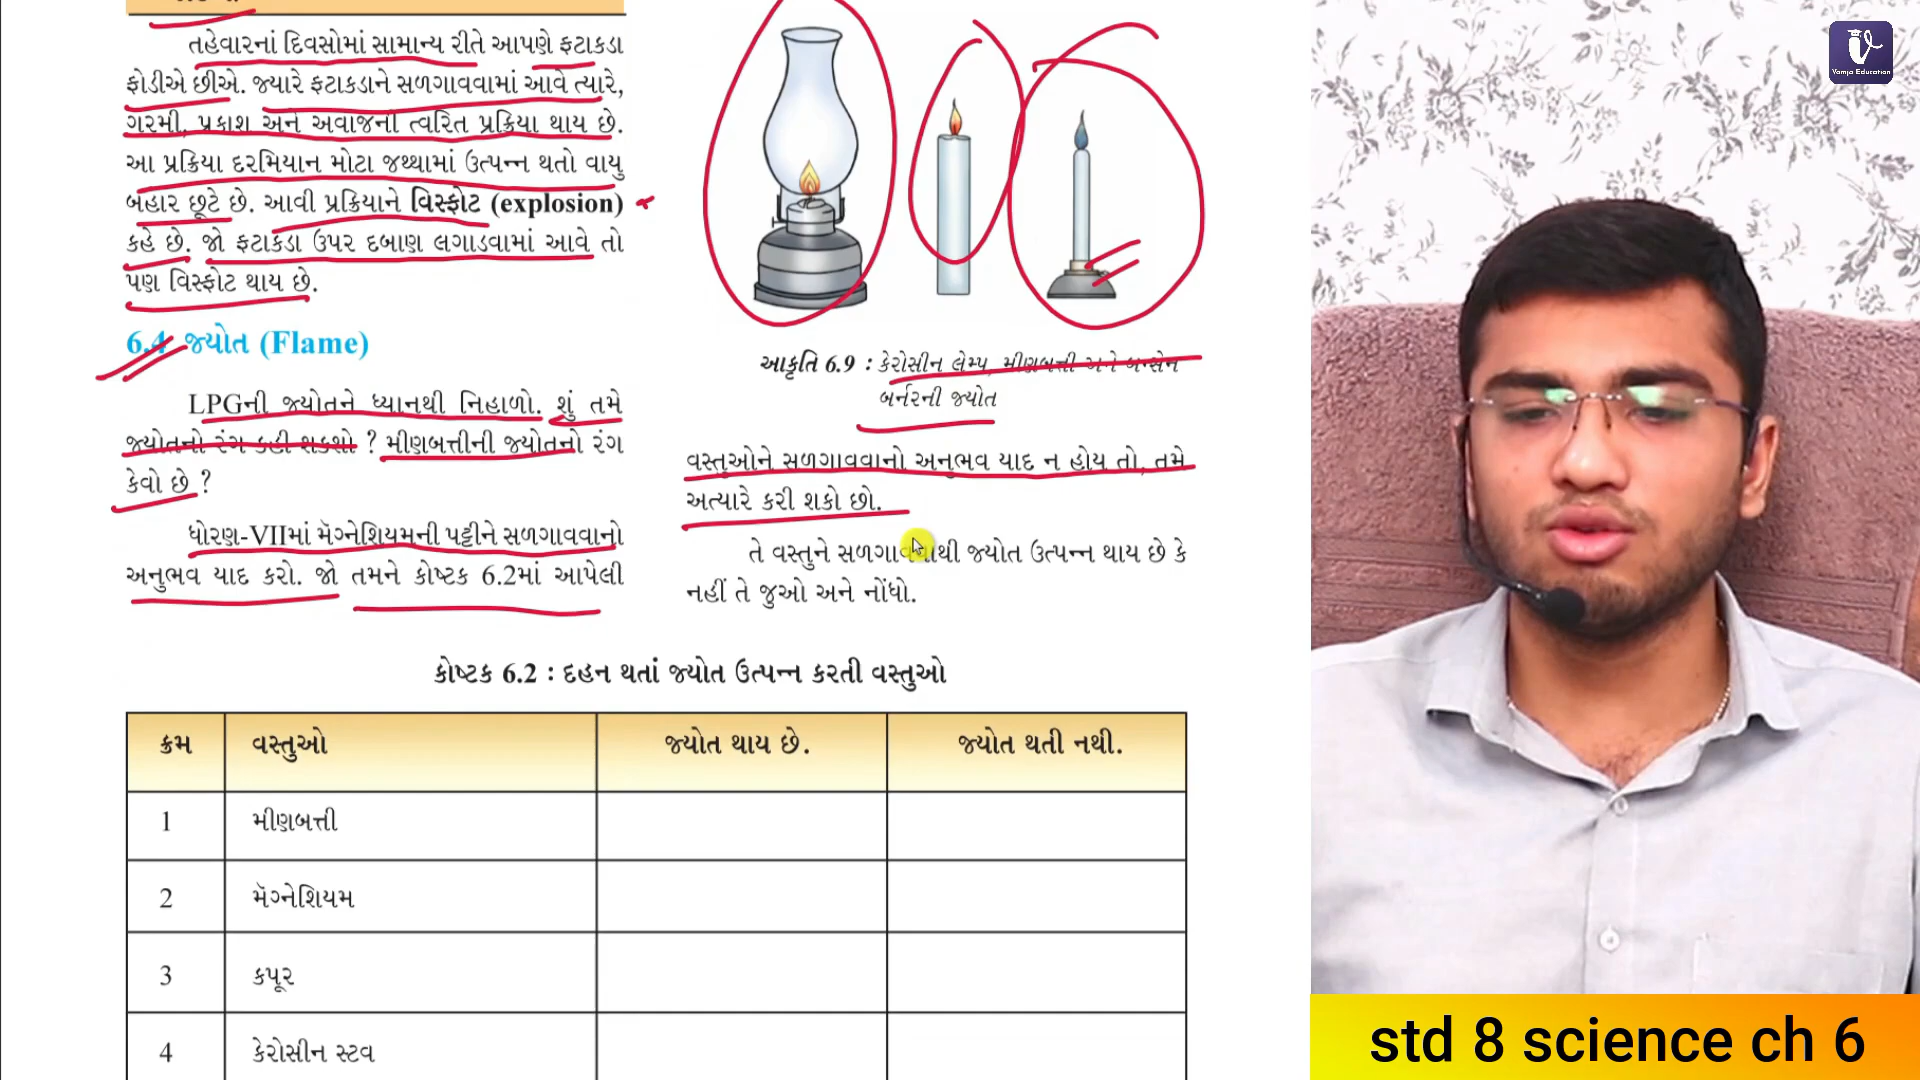 તહેવારનાં દિવસોમાં સામાન્ય રીતે આપણે ફટાકડા
ફોડીએ છીએ. જ્યારે ફટાકડાને સળગાવવામાં આવે ત્યારે,
ગરમી, પ્રકાશ અને અવાજની ત્વરિત પ્રક્રિયા થાય છે.
આ પ્રક્રિયા દરમિયાન મોટા જથ્થામાં ઉત્પન્ન થતો વાયુ
બહાર છૂટે છે. આવી પ્રક્રિયાને વિસ્ફોટ (explosion)
કહે છે. જો ફટાકડા ઉપર દબાણ લગાડવામાં આવે તો
પણ વિસ્ફોટ થાય છે.
6.4 જ્યોત (Flame)
LPGની જ્યોતને ધ્યાનથી નિહાળો. શું તમે
જ્યોતનો રંગ કહી શકશો ? મીણબત્તીની જ્યોતનો રંગ
કેવો છે ?
ધોરણ-VIIમાં મૅગ્નેશિયમની પટ્ટીને સળગાવવાનો
અનુભવ યાદ કરો. જો તમને કોષ્ટક 6.2માં આપેલી
આકૃતિ 6.9 : કેરોસીન લેમ્પ, મીણબત્તી અને બન્સેન
બર્નરની જ્યોત
વસ્તુઓને સળગાવવાનો અનુભવ યાદ ન હોય તો, તમે
અત્યારે કરી શકો છો.
તે વસ્તુને સળગાવવાથી જ્યોત ઉત્પન્ન થાય છે કે
નહીં તે જુઓ અને નોંધો.
કોષ્ટક 6.2 : દહન થતાં જ્યોત ઉત્પન્ન કરતી વસ્તુઓ
ક્રમ વસ્તુઓ જ્યોત થાય છે. જ્યોત થતી નથી.
1 મીણબત્તી
2 મૅગ્નેશિયમ
3 કપૂર
4 કેરોસીન સ્ટવ
Vamja Education
std 8 science ch 6